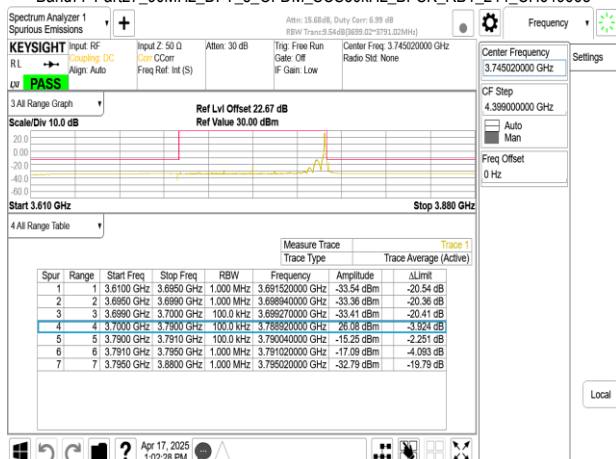 Spectrum Analyzer 1
Spurious Emissions
Attn: 15.68dB, Duty Corr: 6.99 dB
RBW Trans:9.54dB(3699.02~3791.02MHz)
Frequency
KEYSIGHT Input: RF Input Z: 50 Ω Atten: 30 dB Trig: Free Run Center Freq: 3.745020000 GHz
RL Coupling: DC Corr CCorr Gate: Off Radio Std: None
Align: Auto Freq Ref: Int (S) IF Gain: Low
LXI PASS
Center Frequency
3.745020000 GHz
Settings
CF Step
4.399000000 GHz
Auto
Man
Freq Offset
0 Hz
3 All Range Graph
Ref Lvl Offset 22.67 dB
Scale/Div 10.0 dB Ref Value 30.00 dBm
20.0
0.00
-20.0
-40.0
-60.0
Start 3.610 GHz Stop 3.880 GHz
4 All Range Table
Measure Trace Trace 1
Trace Type Trace Average (Active)
Spur Range Start Freq Stop Freq RBW Frequency Amplitude ΔLimit
1 1 3.6100 GHz 3.6950 GHz 1.000 MHz 3.691520000 GHz -33.54 dBm -20.54 dB
2 2 3.6950 GHz 3.6990 GHz 1.000 MHz 3.698940000 GHz -33.36 dBm -20.36 dB
3 3 3.6990 GHz 3.7000 GHz 100.0 kHz 3.699270000 GHz -33.41 dBm -20.41 dB
4 4 3.7000 GHz 3.7900 GHz 100.0 kHz 3.788920000 GHz 26.08 dBm -3.924 dB
5 5 3.7900 GHz 3.7910 GHz 100.0 kHz 3.790040000 GHz -15.25 dBm -2.251 dB
6 6 3.7910 GHz 3.7950 GHz 1.000 MHz 3.791020000 GHz -17.09 dBm -4.093 dB
7 7 3.7950 GHz 3.8800 GHz 1.000 MHz 3.795020000 GHz -32.79 dBm -19.79 dB
Local
Apr 17, 2025
1:02:28 PM